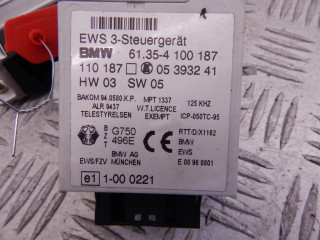 EWS 3-Steuergerät
BMW 61.35-4 100 187
110 187 05 3932 41
HW 03 SW 05
BAKOM 94.0580.K.P. MPT 1337 125 KHZ
ALR 9437 W.T.LICENCE
TELESTYRELSEN EXEMPT ICP-050TC-95
BZT G750 496E RTT/D/X1162
BMW
BMW AG EWS
EWS/FZV MÜNCHEN E 00 96 0801
e1 1-00 0221